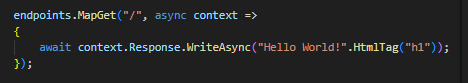 endpoints.MapGet("/", async context =>
{
    await context.Response.WriteAsync("Hello World!".HtmlTag("h1"));
});